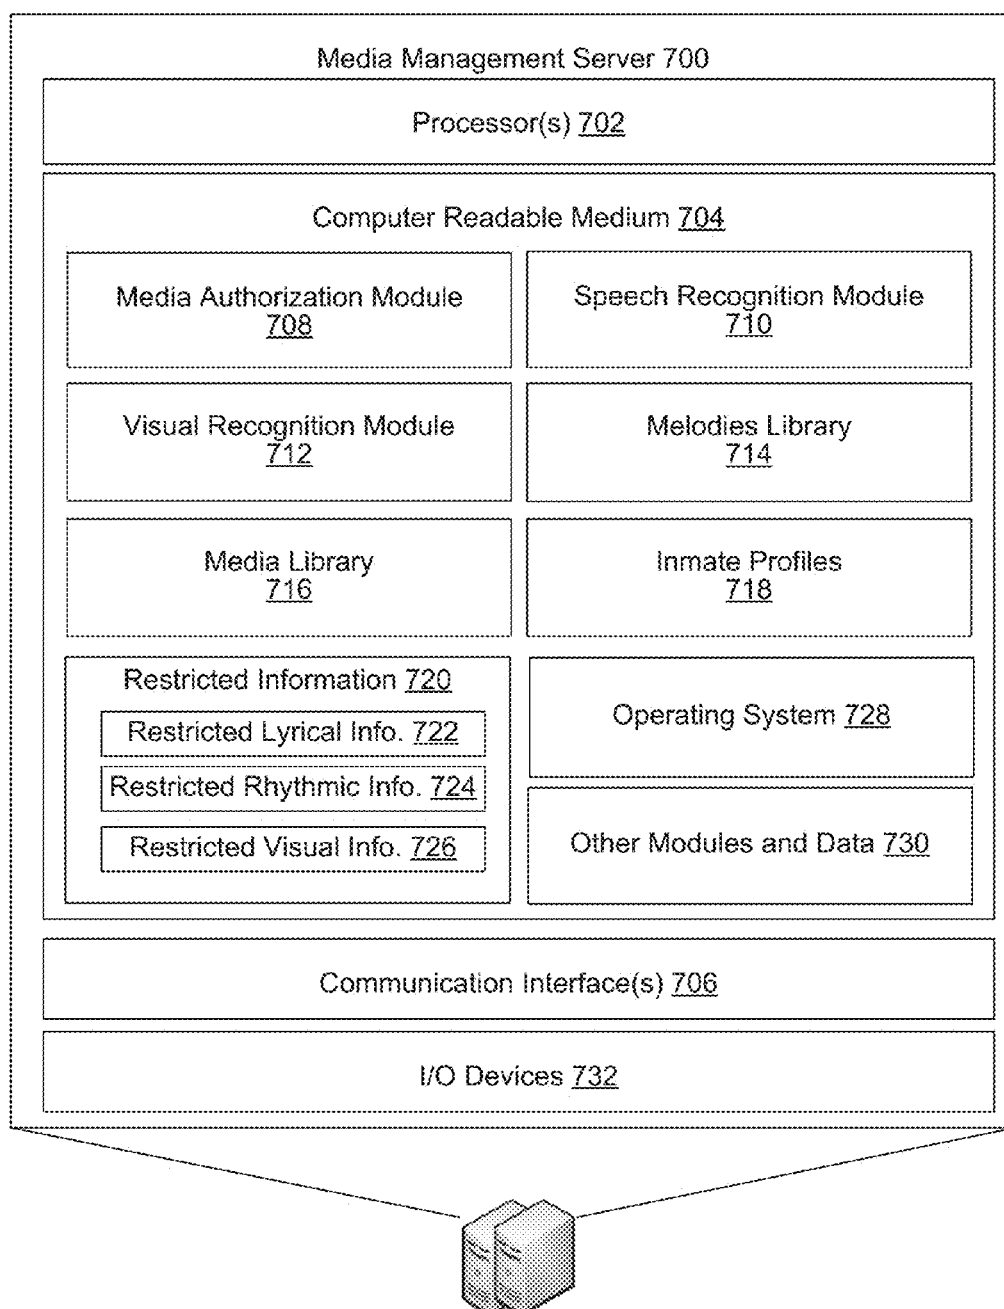 Media Management Server 700
Processor(s) 702
Computer Readable Medium 704
Media Authorization Module
708
Speech Recognition Module
710
Visual Recognition Module
712
Melodies Library
714
Media Library
716
Inmate Profiles
718
Restricted Information 720
Restricted Lyrical Info. 722
Restricted Rhythmic Info. 724
Restricted Visual Info. 726
Operating System 728
Other Modules and Data 730
Communication Interface(s) 706
I/O Devices 732